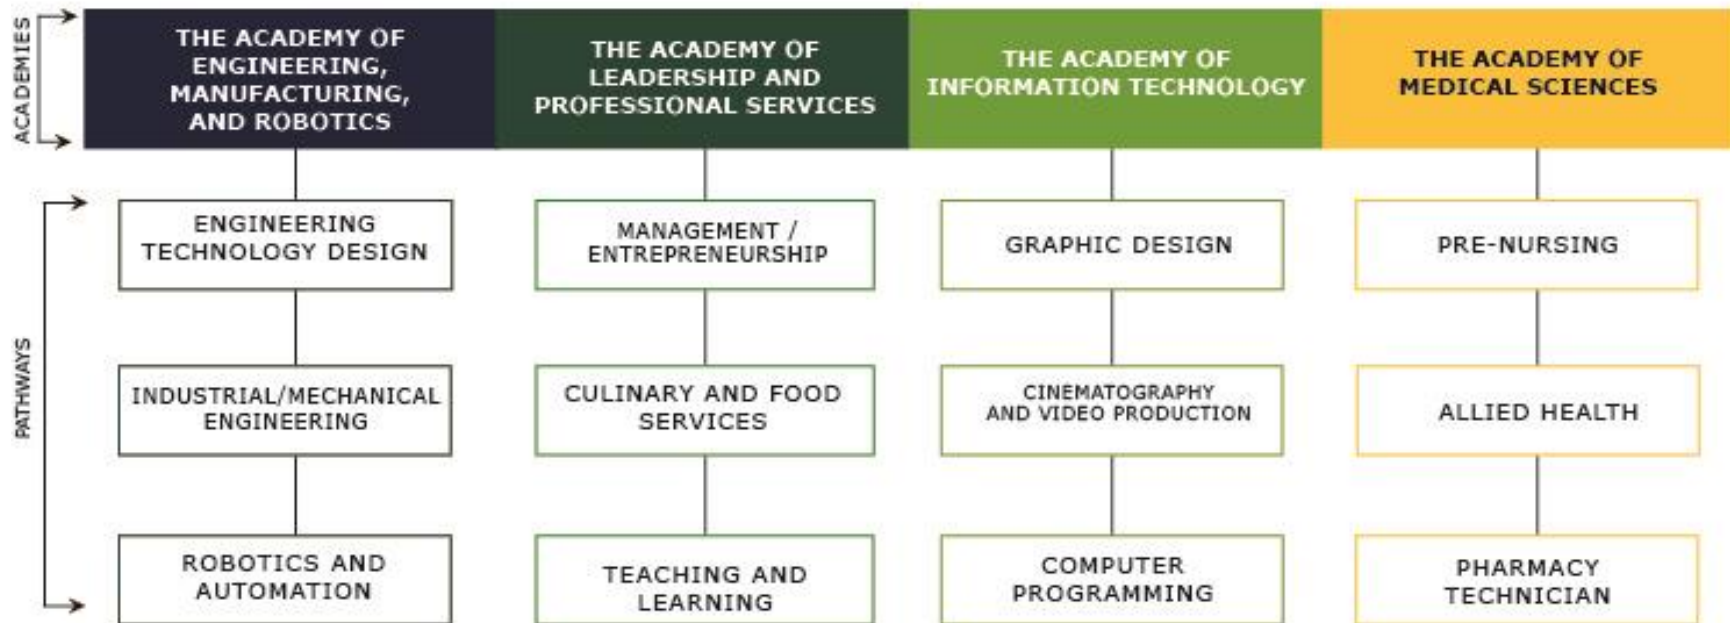 ACADEMIES
THE ACADEMY OF
ENGINEERING,
MANUFACTURING,
AND ROBOTICS
THE ACADEMY OF
LEADERSHIP AND
PROFESSIONAL SERVICES
THE ACADEMY OF
INFORMATION TECHNOLOGY
THE ACADEMY OF
MEDICAL SCIENCES
PATHWAYS
ENGINEERING
TECHNOLOGY DESIGN
MANAGEMENT /
ENTREPRENEURSHIP
GRAPHIC DESIGN
PRE-NURSING
INDUSTRIAL/MECHANICAL
ENGINEERING
CULINARY AND FOOD
SERVICES
CINEMATOGRAPHY
AND VIDEO PRODUCTION
ALLIED HEALTH
ROBOTICS AND
AUTOMATION
TEACHING AND
LEARNING
COMPUTER
PROGRAMMING
PHARMACY
TECHNICIAN